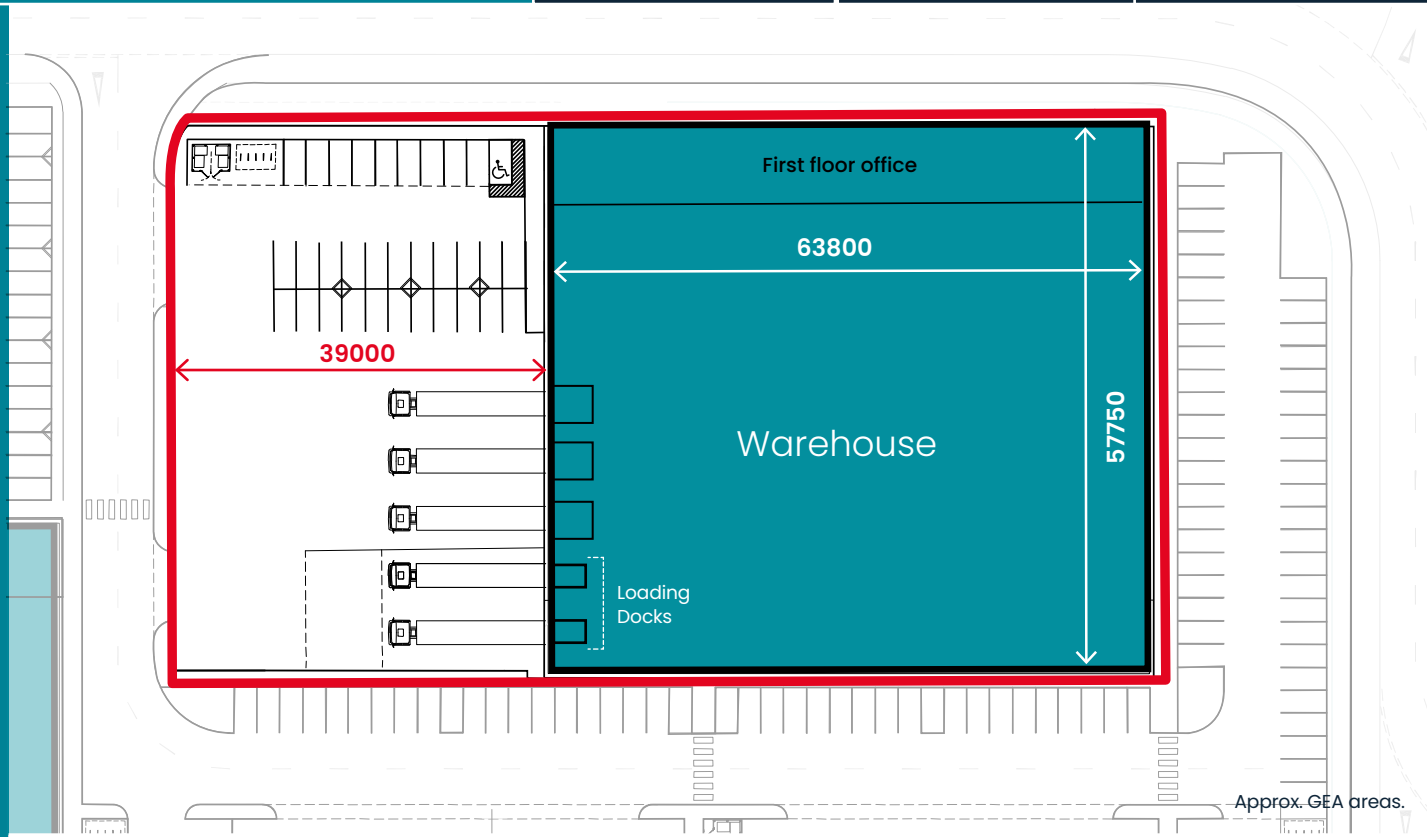 First floor office
63800
39000
57750
Warehouse
Loading
Docks
Approx. GEA areas.